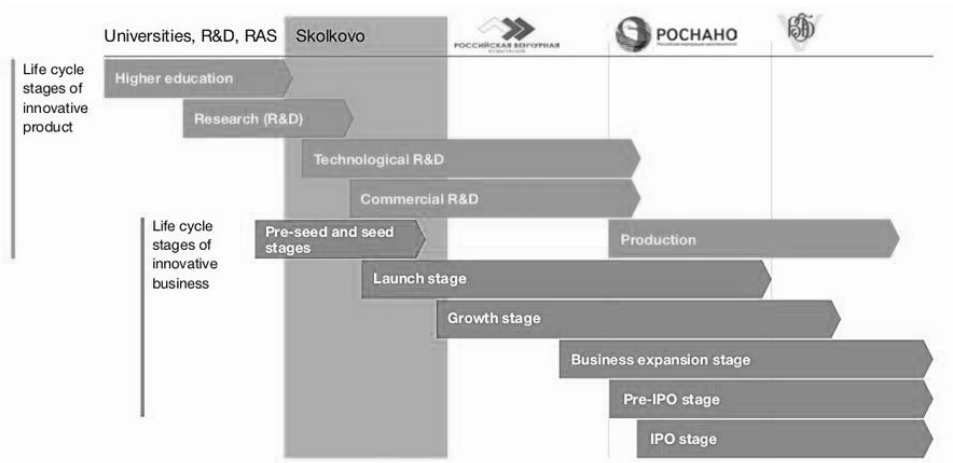 Universities, R&D, RAS
Skolkovo
РОССИЙСКАЯ ВЕНЧУРНАЯ
РОСНАНО
Life cycle
stages of
innovative
product
Higher education
Research (R&D)
Technological R&D
Commercial R&D
Life cycle
stages of
innovative
business
Pre-seed and seed
stages
Production
Launch stage
Growth stage
Business expansion stage
Pre-IPO stage
IPO stage